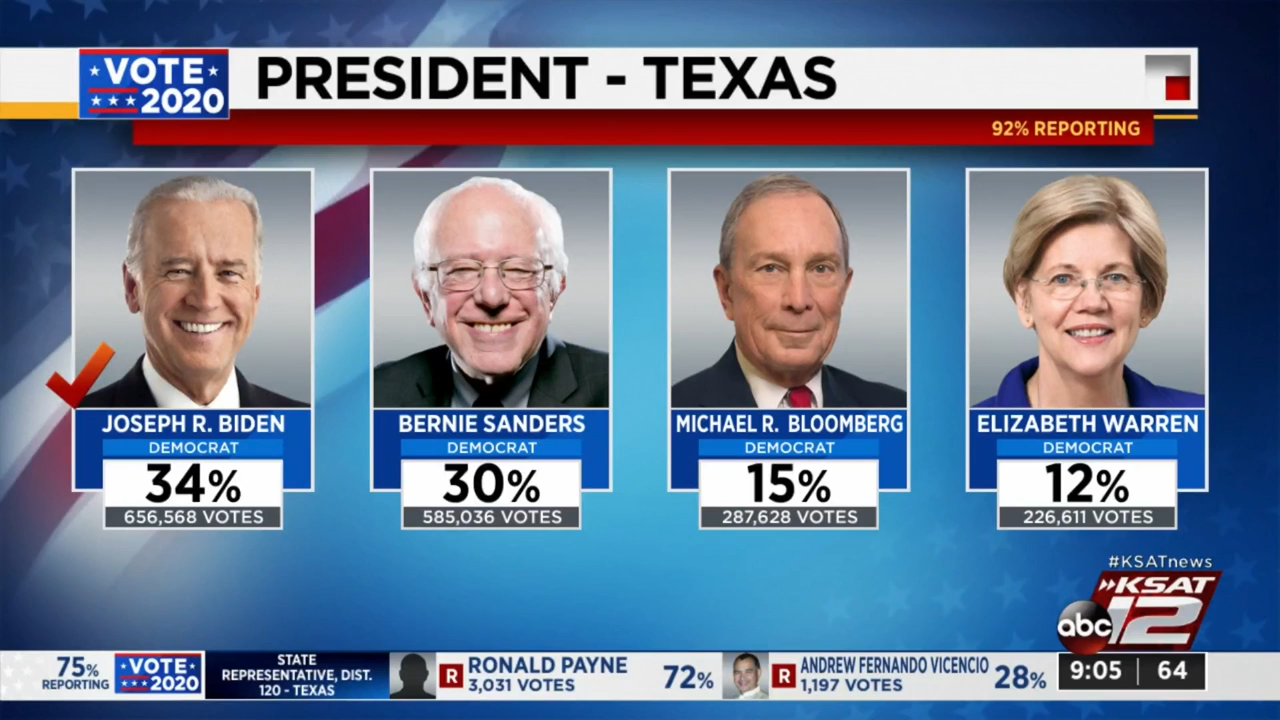 VOTE
2020
PRESIDENT - TEXAS
92% REPORTING
JOSEPH R. BIDEN
DEMOCRAT
34%
656,568 VOTES
BERNIE SANDERS
DEMOCRAT
30%
585,036 VOTES
MICHAEL R. BLOOMBERG
DEMOCRAT
15%
287,628 VOTES
ELIZABETH WARREN
DEMOCRAT
12%
226,611 VOTES
#KSATnews
KSAT
abc 12
75%
REPORTING
VOTE
2020
STATE
REPRESENTATIVE, DIST.
120 - TEXAS
R RONALD PAYNE
3,031 VOTES
72%
R ANDREW FERNANDO VICENCIO
1,197 VOTES
28%
9:05 | 64